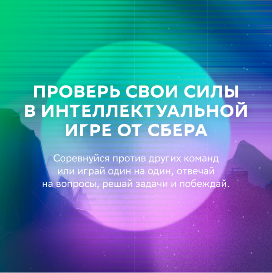 ПРОВЕРЬ СВОИ СИЛЫ
В ИНТЕЛЛЕКТУАЛЬНОЙ
ИГРЕ ОТ СБЕРА
Соревнуйся против других команд
или играй один на один, отвечай
на вопросы, решай задачи и побеждай.